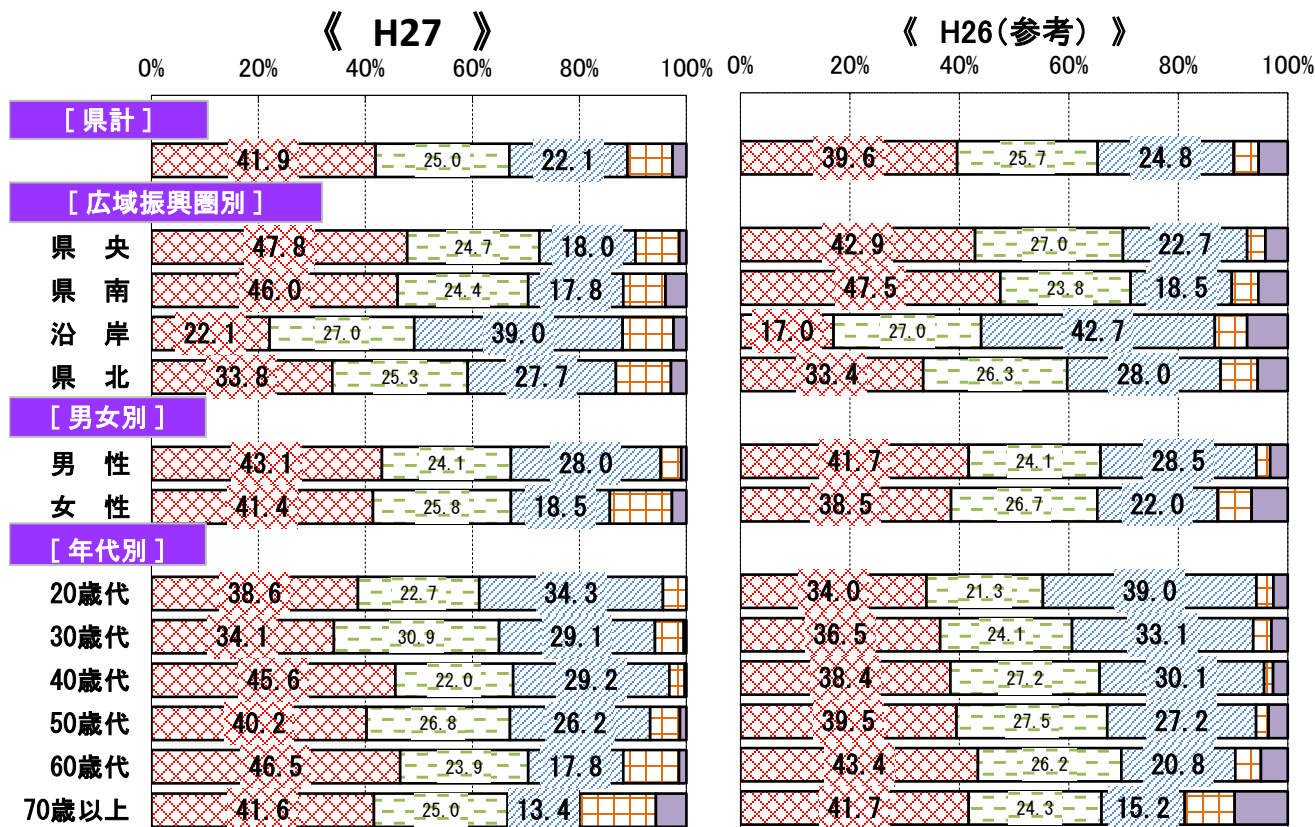 《 H27 》 《 H26(参考) 》
0% 20% 40% 60% 80% 100% 0% 20% 40% 60% 80% 100%
[ 県計 ]
41.9 25.0 22.1 39.6 25.7 24.8
[ 広域振興圏別 ]
県 央 47.8 24.7 18.0 42.9 27.0 22.7
県 南 46.0 24.4 17.8 47.5 23.8 18.5
沿 岸 22.1 27.0 39.0 17.0 27.0 42.7
県 北 33.8 25.3 27.7 33.4 26.3 28.0
[ 男女別 ]
男 性 43.1 24.1 28.0 41.7 24.1 28.5
女 性 41.4 25.8 18.5 38.5 26.7 22.0
[ 年代別 ]
20歳代 38.6 22.7 34.3 34.0 21.3 39.0
30歳代 34.1 30.9 29.1 36.5 24.1 33.1
40歳代 45.6 22.0 29.2 38.4 27.2 30.1
50歳代 40.2 26.8 26.2 39.5 27.5 27.2
60歳代 46.5 23.9 17.8 43.4 26.2 20.8
70歳以上 41.6 25.0 13.4 41.7 24.3 15.2